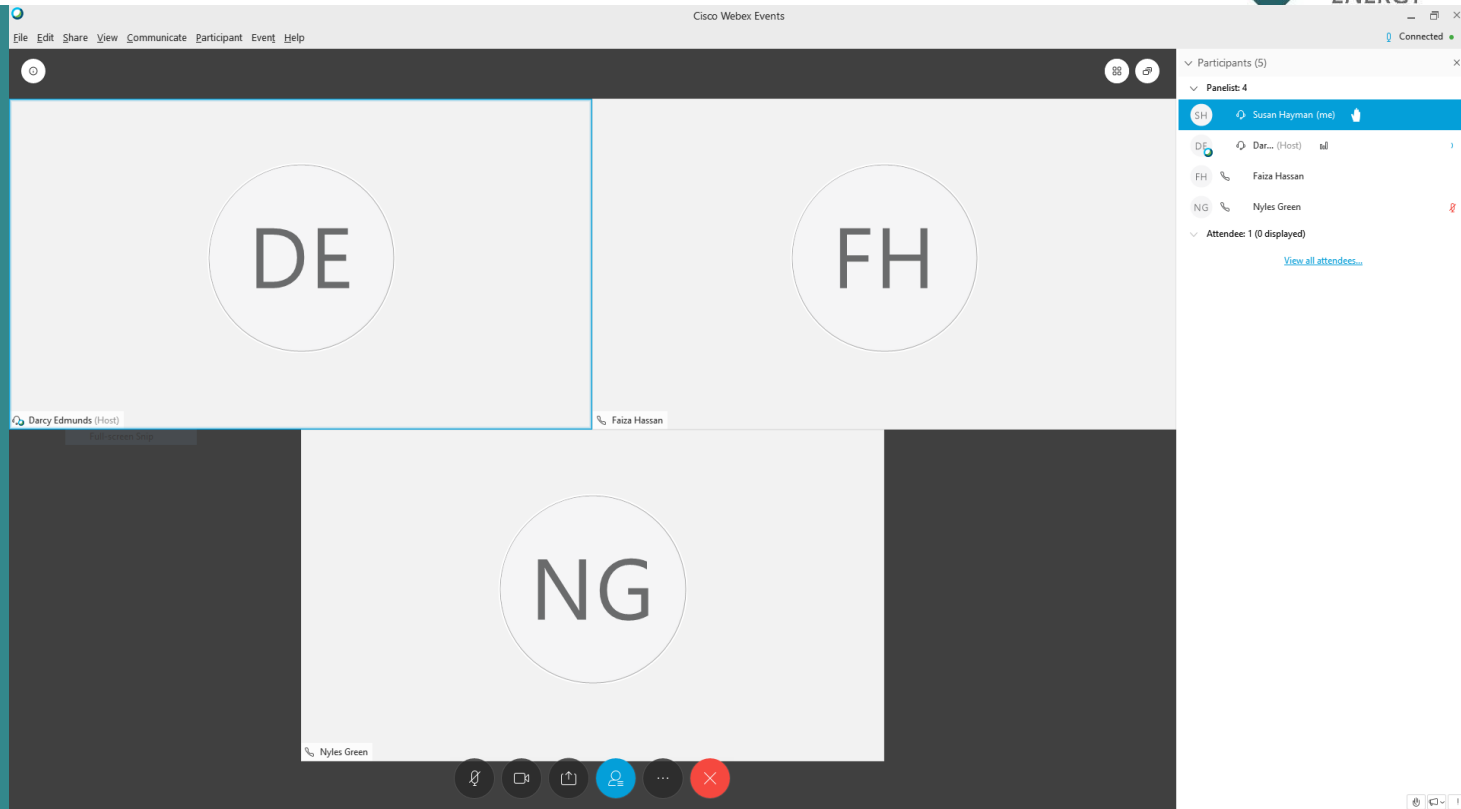 ENERGY
Cisco Webex Events
File Edit Share View Communicate Participant Event Help
Connected
Participants (5)
Panelist: 4
SH Susan Hayman (me)
DE Dar... (Host)
FH Faiza Hassan
NG Nyles Green
Attendee: 1 (0 displayed)
View all attendees...
DE
FH
Darcy Edmunds (Host)
Faiza Hassan
NG
Nyles Green